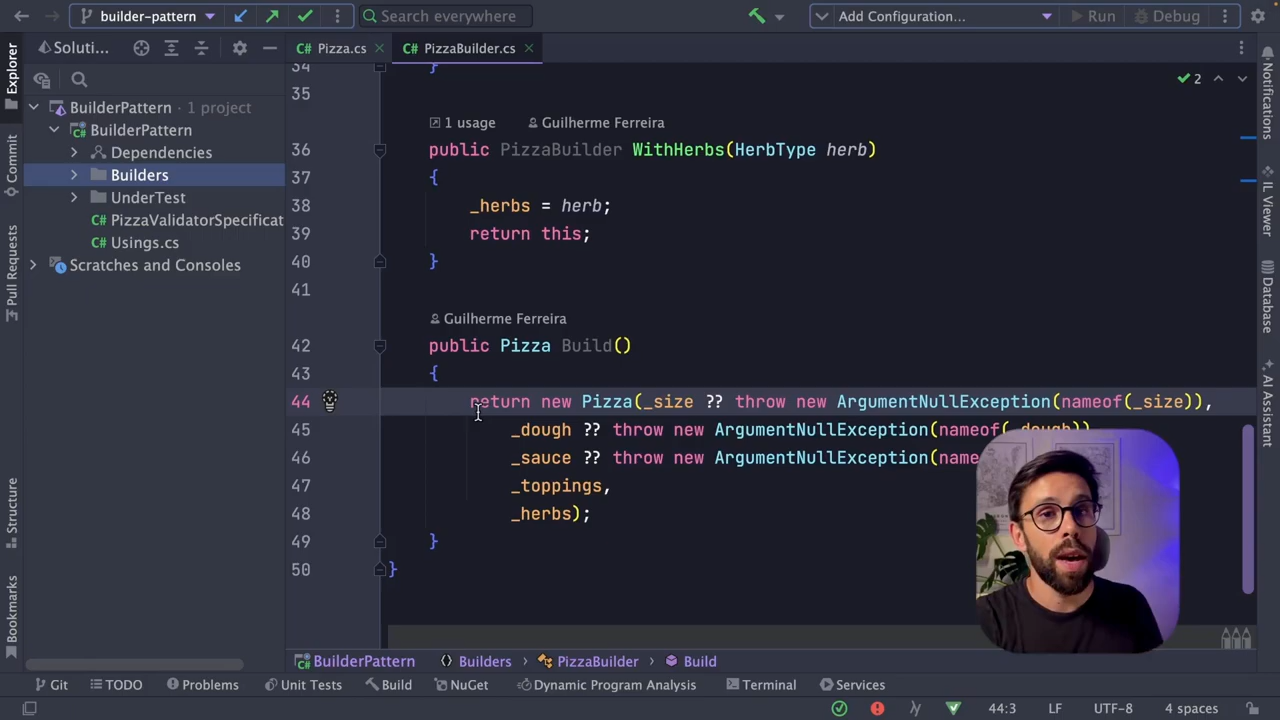 builder-pattern
Search everywhere
Add Configuration...
Run
Debug
Explorer
Commit
Pull Requests
Structure
Bookmarks
Soluti...
BuilderPattern · 1 project
BuilderPattern
Dependencies
Builders
UnderTest
C# PizzaValidatorSpecificat
C# Usings.cs
Scratches and Consoles
C# Pizza.cs
C# PizzaBuilder.cs
2
34 }
35
1 usage Guilherme Ferreira
36 public PizzaBuilder WithHerbs(HerbType herb)
37 {
38 _herbs = herb;
39 return this;
40 }
41
Guilherme Ferreira
42 public Pizza Build()
43 {
44 return new Pizza(_size ?? throw new ArgumentNullException(nameof(_size)),
45 _dough ?? throw new ArgumentNullException(nameof(_dough))
46 _sauce ?? throw new ArgumentNullException(name
47 _toppings,
48 _herbs);
49 }
50 }
Notifications
IL Viewer
Database
AI Assistant
BuilderPattern
Builders
PizzaBuilder
Build
Git
TODO
Problems
Unit Tests
Build
NuGet
Dynamic Program Analysis
Terminal
Services
44:3
LF
UTF-8
4 spaces